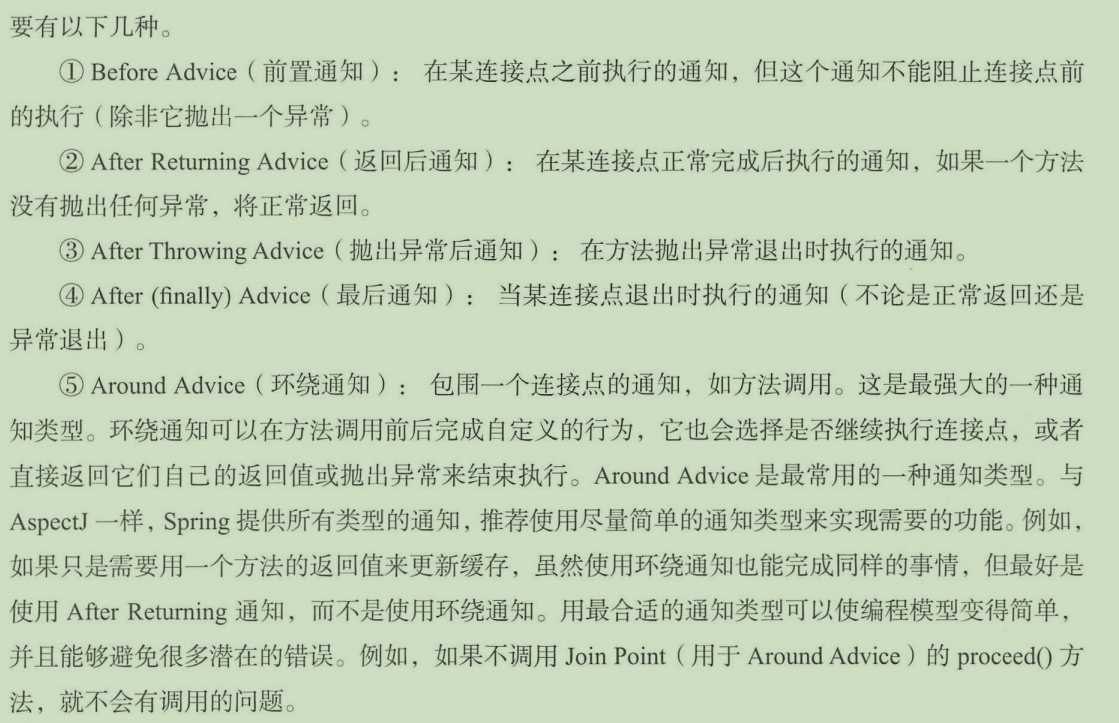 要有以下几种。
① Before Advice（前置通知）： 在某连接点之前执行的通知，但这个通知不能阻止连接点前
的执行（除非它抛出一个异常）。
② After Returning Advice（返回后通知）： 在某连接点正常完成后执行的通知，如果一个方法
没有抛出任何异常，将正常返回。
③ After Throwing Advice（抛出异常后通知）： 在方法抛出异常退出时执行的通知。
④ After (finally) Advice（最后通知）： 当某连接点退出时执行的通知（不论是正常返回还是
异常退出）。
⑤ Around Advice（环绕通知）： 包围一个连接点的通知，如方法调用。这是最强大的一种通
知类型。环绕通知可以在方法调用前后完成自定义的行为，它也会选择是否继续执行连接点，或者
直接返回它们自己的返回值或抛出异常来结束执行。Around Advice 是最常用的一种通知类型。与
AspectJ 一样，Spring 提供所有类型的通知，推荐使用尽量简单的通知类型来实现需要的功能。例如，
如果只是需要用一个方法的返回值来更新缓存，虽然使用环绕通知也能完成同样的事情，但最好是
使用 After Returning 通知，而不是使用环绕通知。用最合适的通知类型可以使编程模型变得简单，
并且能够避免很多潜在的错误。例如，如果不调用 Join Point（用于 Around Advice）的 proceed() 方
法，就不会有调用的问题。